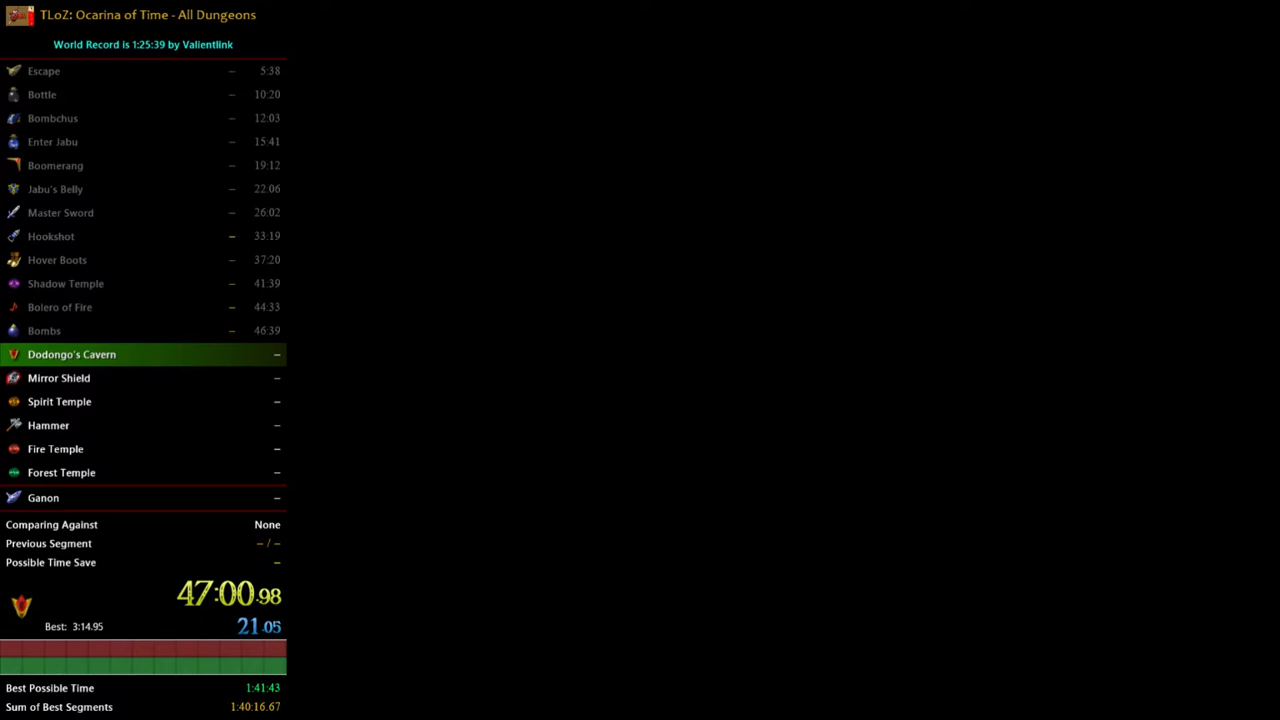 TLoZ: Ocarina of Time - All Dungeons
World Record is 1:25:39 by Valientlink
Escape – 5:38
Bottle – 10:20
Bombchus – 12:03
Enter Jabu – 15:41
Boomerang – 19:12
Jabu's Belly – 22:06
Master Sword – 26:02
Hookshot – 33:19
Hover Boots – 37:20
Shadow Temple – 41:39
Bolero of Fire – 44:33
Bombs – 46:39
Dodongo's Cavern –
Mirror Shield –
Spirit Temple –
Hammer –
Fire Temple –
Forest Temple –
Ganon –
Comparing Against None
Previous Segment – / –
Possible Time Save –
47:00.98
Best: 3:14.95 21.05
Best Possible Time 1:41:43
Sum of Best Segments 1:40:16.67